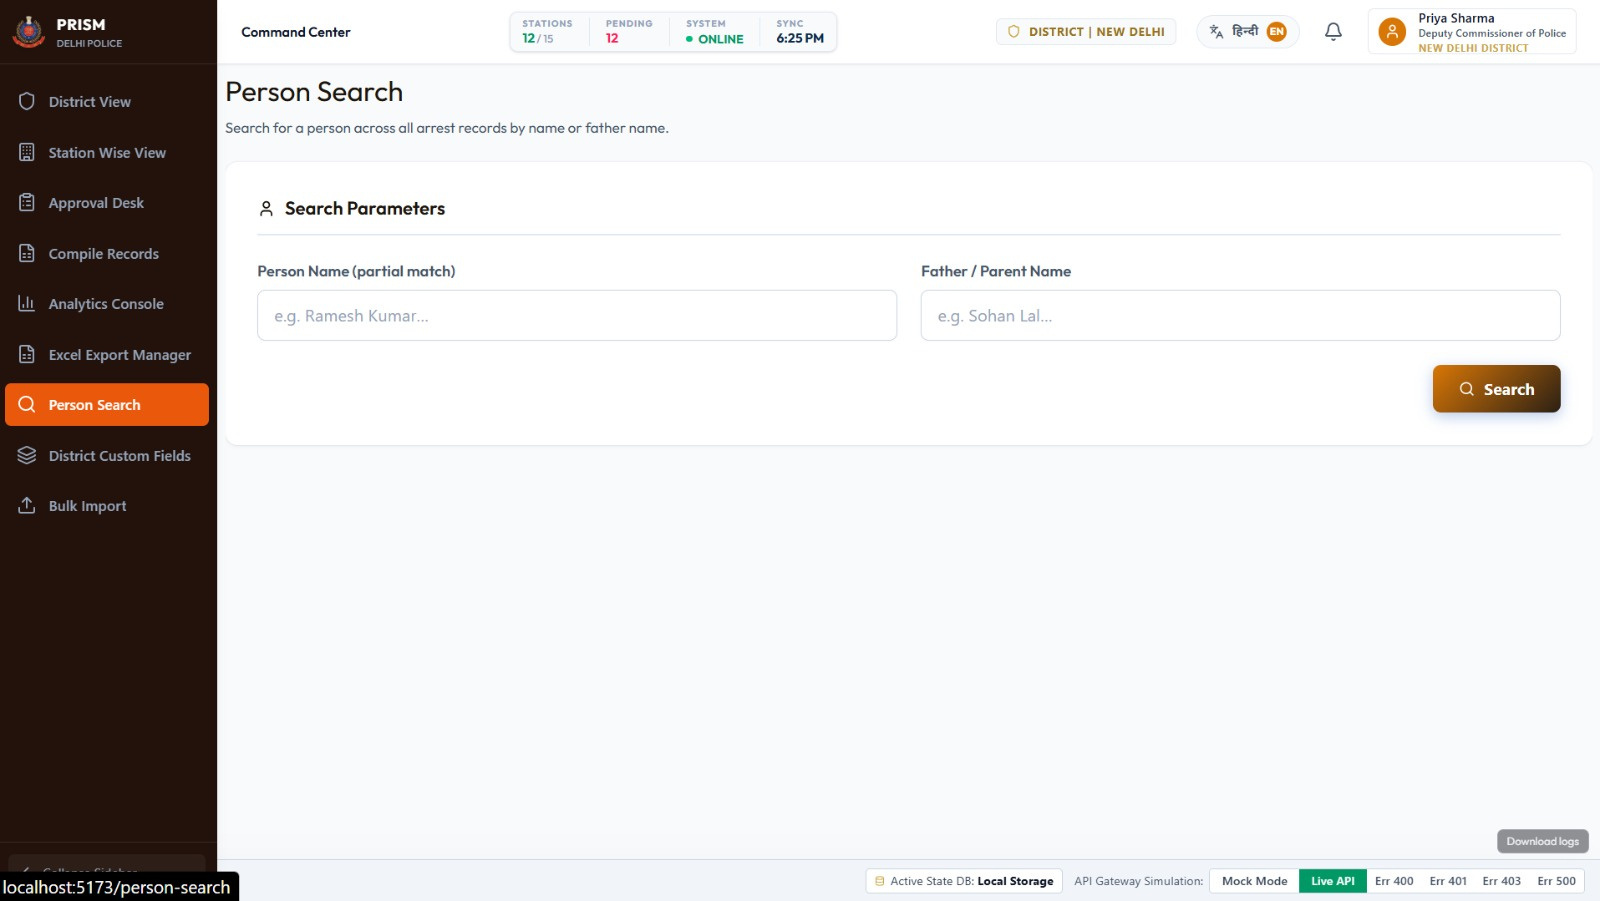 PRISM
DELHI POLICE
District View
Station Wise View
Approval Desk
Compile Records
Analytics Console
Excel Export Manager
Person Search
District Custom Fields
Bulk Import
Collapse Sidebar
localhost:5173/person-search
Command Center
STATIONS
12 / 15
PENDING
12
SYSTEM
ONLINE
SYNC
6:25 PM
DISTRICT | NEW DELHI
हिन्दी EN
Priya Sharma
Deputy Commissioner of Police
NEW DELHI DISTRICT
Person Search
Search for a person across all arrest records by name or father name.
Search Parameters
Person Name (partial match)
e.g. Ramesh Kumar...
Father / Parent Name
e.g. Sohan Lal...
Search
Download logs
Active State DB: Local Storage
API Gateway Simulation:
Mock Mode
Live API
Err 400
Err 401
Err 403
Err 500